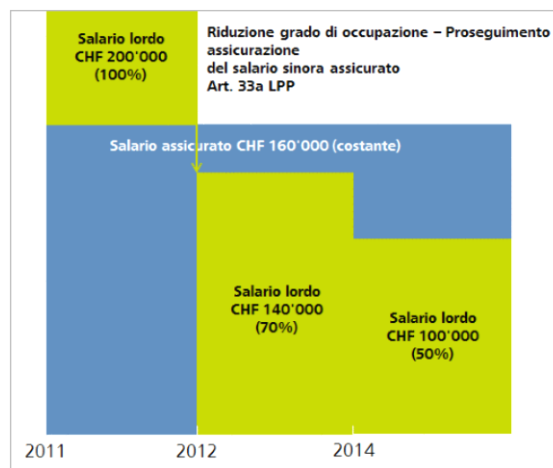 Salario lordo
CHF 200'000
(100%)
Riduzione grado di occupazione – Proseguimento
assicurazione
del salario sinora assicurato
Art. 33a LPP
Salario assicurato CHF 160'000 (costante)
Salario lordo
CHF 140'000
(70%)
Salario lordo
CHF 100'000
(50%)
2011
2012
2014